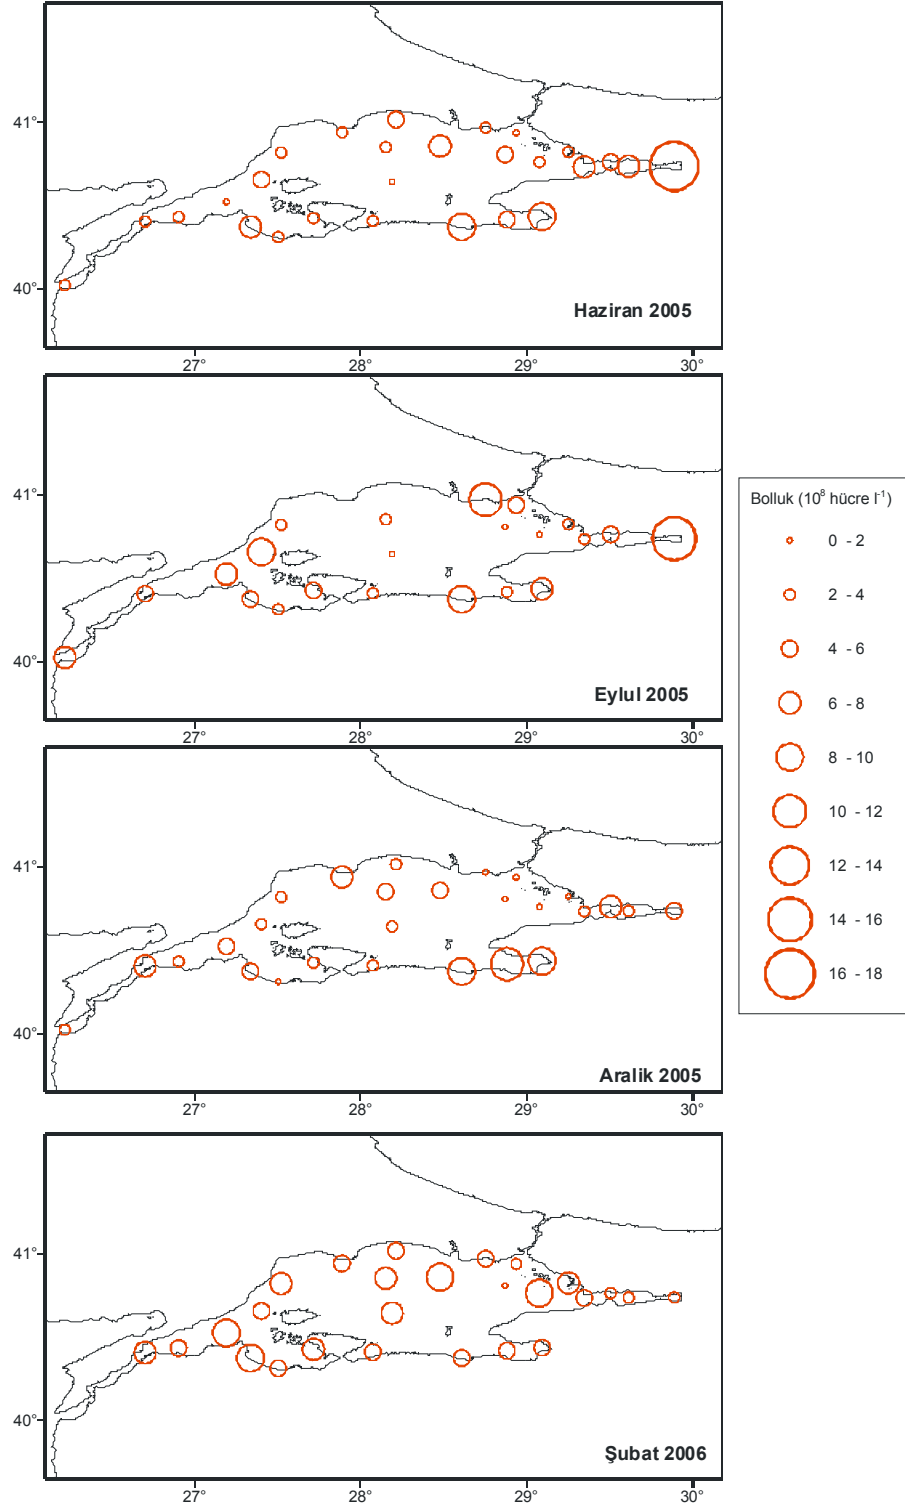 41°
40°
Haziran 2005
27°
28°
29°
30°
41°
40°
Eylul 2005
27°
28°
29°
30°
Bolluk (10⁸ hücre l⁻¹)
0 - 2
2 - 4
4 - 6
6 - 8
8 - 10
10 - 12
12 - 14
14 - 16
16 - 18
41°
40°
Aralik 2005
27°
28°
29°
30°
41°
40°
Şubat 2006
27°
28°
29°
30°